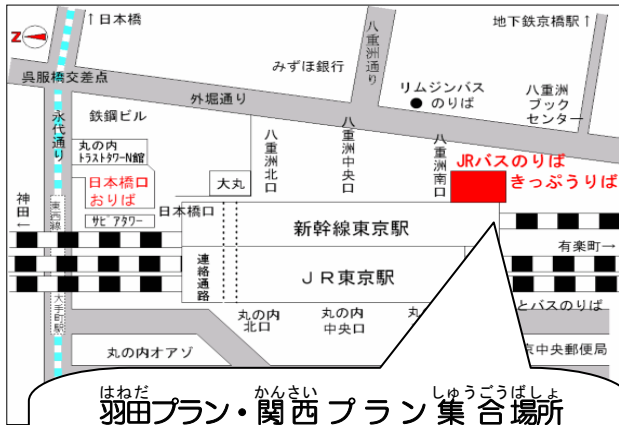 ↑日本橋
地下鉄京橋駅↑
Z
八重洲通り
みずほ銀行
呉服橋交差点
リムジンバス
● のりば
八重洲
ブック
センター
外堀通り
永代通り
鉄鋼ビル
丸の内
トラストタワーN館
八重洲北口
八重洲中央口
八重洲南口
JRバスのりば
きっぷうりば
日本橋口
おりば
大丸
神田←
東西線
サピアタワー
日本橋口
新幹線東京駅
有楽町→
連絡通路
JR東京駅
大手町駅
丸の内
北口
丸の内
中央口
とバスのりば
丸の内オアゾ
京中央郵便局
はねだ かんさい しゅうごうばしょ
羽田プラン・関西プラン集合場所